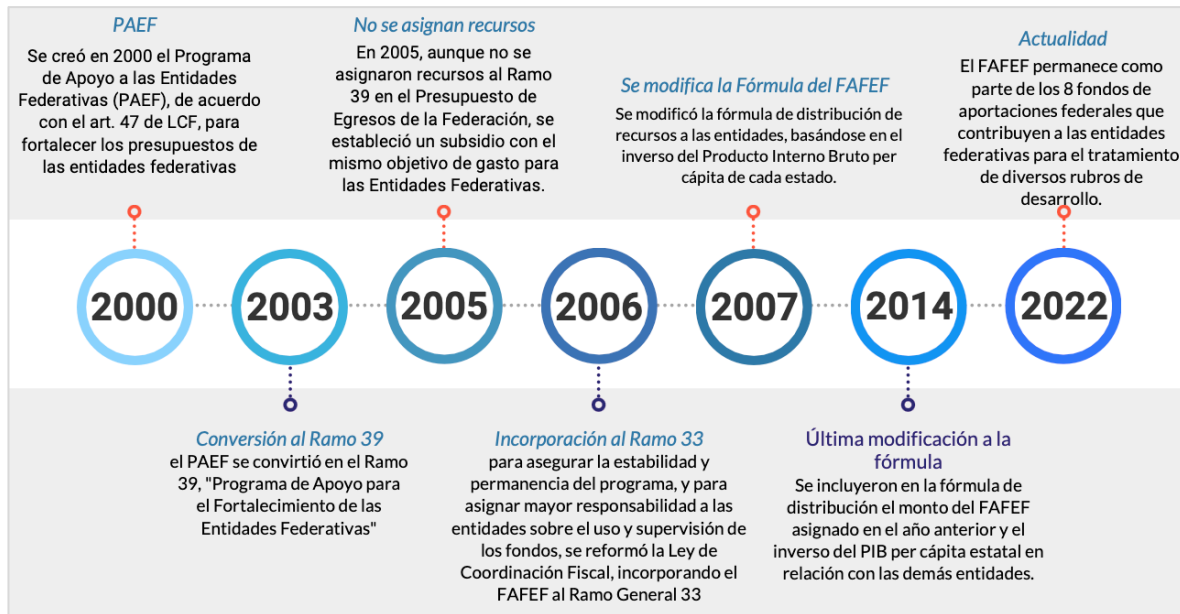 PAEF
Se creó en 2000 el Programa
de Apoyo a las Entidades
Federativas (PAEF), de acuerdo
con el art. 47 de LCF, para
fortalecer los presupuestos de
las entidades federativas
No se asignan recursos
En 2005, aunque no se
asignaron recursos al Ramo
39 en el Presupuesto de
Egresos de la Federación, se
estableció un subsidio con el
mismo objetivo de gasto para
las Entidades Federativas.
Se modifica la Fórmula del FAFEF
Se modificó la fórmula de distribución de
recursos a las entidades, basándose en el
inverso del Producto Interno Bruto per
cápita de cada estado.
Actualidad
El FAFEF permanece como
parte de los 8 fondos de
aportaciones federales que
contribuyen a las entidades
federativas para el tratamiento
de diversos rubros de
desarrollo.
2000
2003
2005
2006
2007
2014
2022
Conversión al Ramo 39
el PAEF se convirtió en el Ramo
39, "Programa de Apoyo para
el Fortalecimiento de las
Entidades Federativas"
Incorporación al Ramo 33
para asegurar la estabilidad y
permanencia del programa, y para
asignar mayor responsabilidad a las
entidades sobre el uso y supervisión de
los fondos, se reformó la Ley de
Coordinación Fiscal, incorporando el
FAFEF al Ramo General 33
Última modificación a la
fórmula
Se incluyeron en la fórmula de
distribución el monto del FAFEF
asignado en el año anterior y el
inverso del PIB per cápita estatal en
relación con las demás entidades.